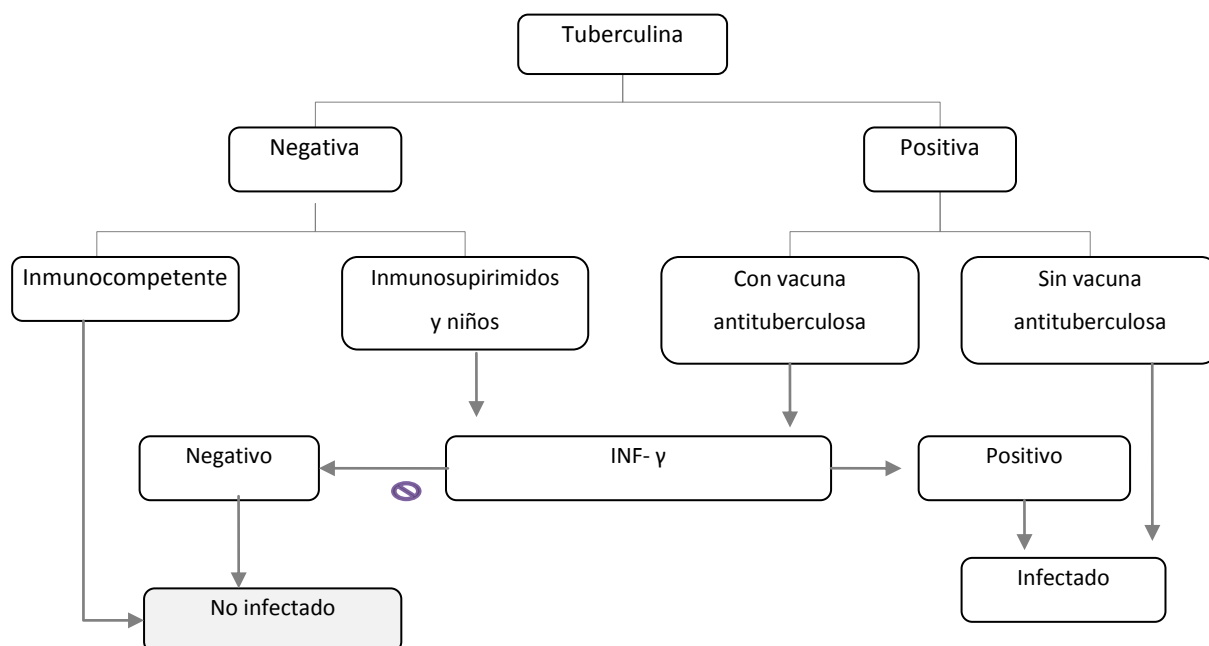 Tuberculina
Negativa
Positiva
Inmunocompetente
Inmunosupirimidos
y niños
Con vacuna
antituberculosa
Sin vacuna
antituberculosa
Negativo
INF- γ
Positivo
Infectado
No infectado